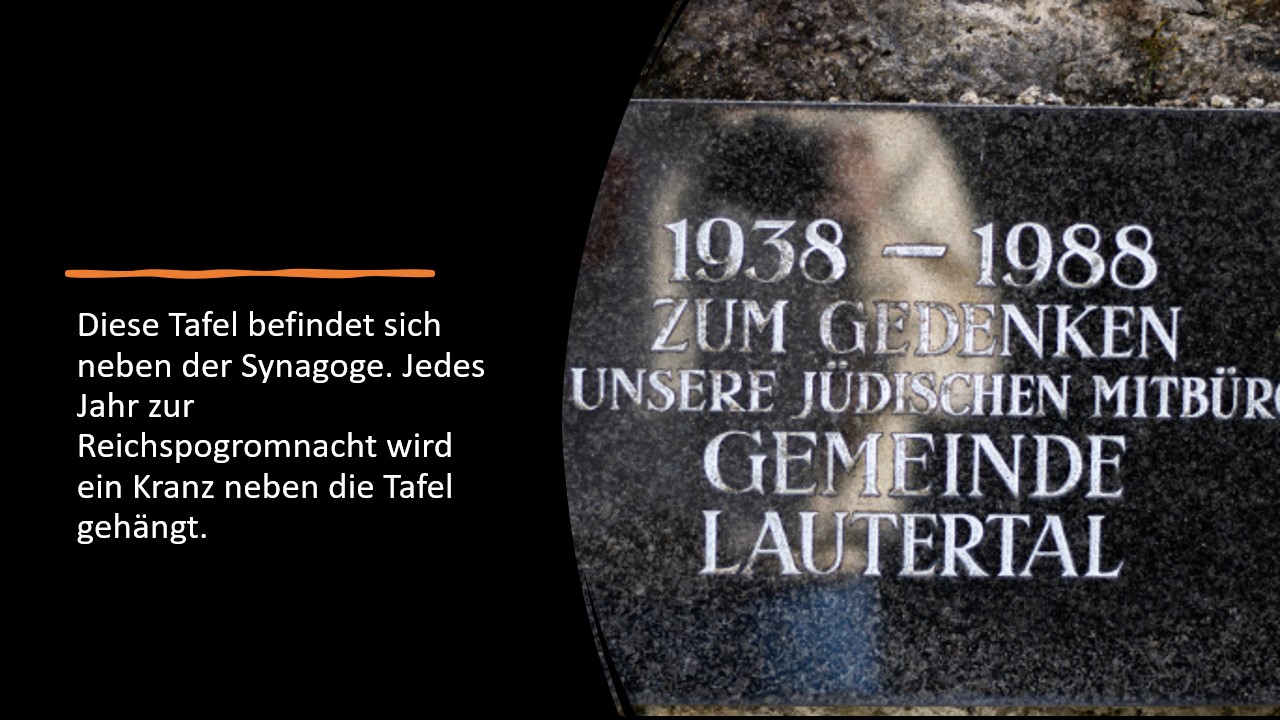 Diese Tafel befindet sich
neben der Synagoge. Jedes
Jahr zur
Reichspogromnacht wird
ein Kranz neben die Tafel
gehängt.
1938 – 1988
ZUM GEDENKEN
UNSERE JÜDISCHEN
GEMEINDE
LAUTERTAL